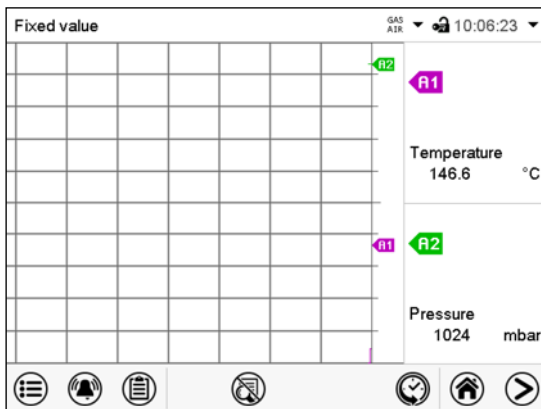 Fixed value
GAS
AIR
10:06:23
A2
A1
Temperature
146.6 °C
A1
A2
Pressure
1024 mbar